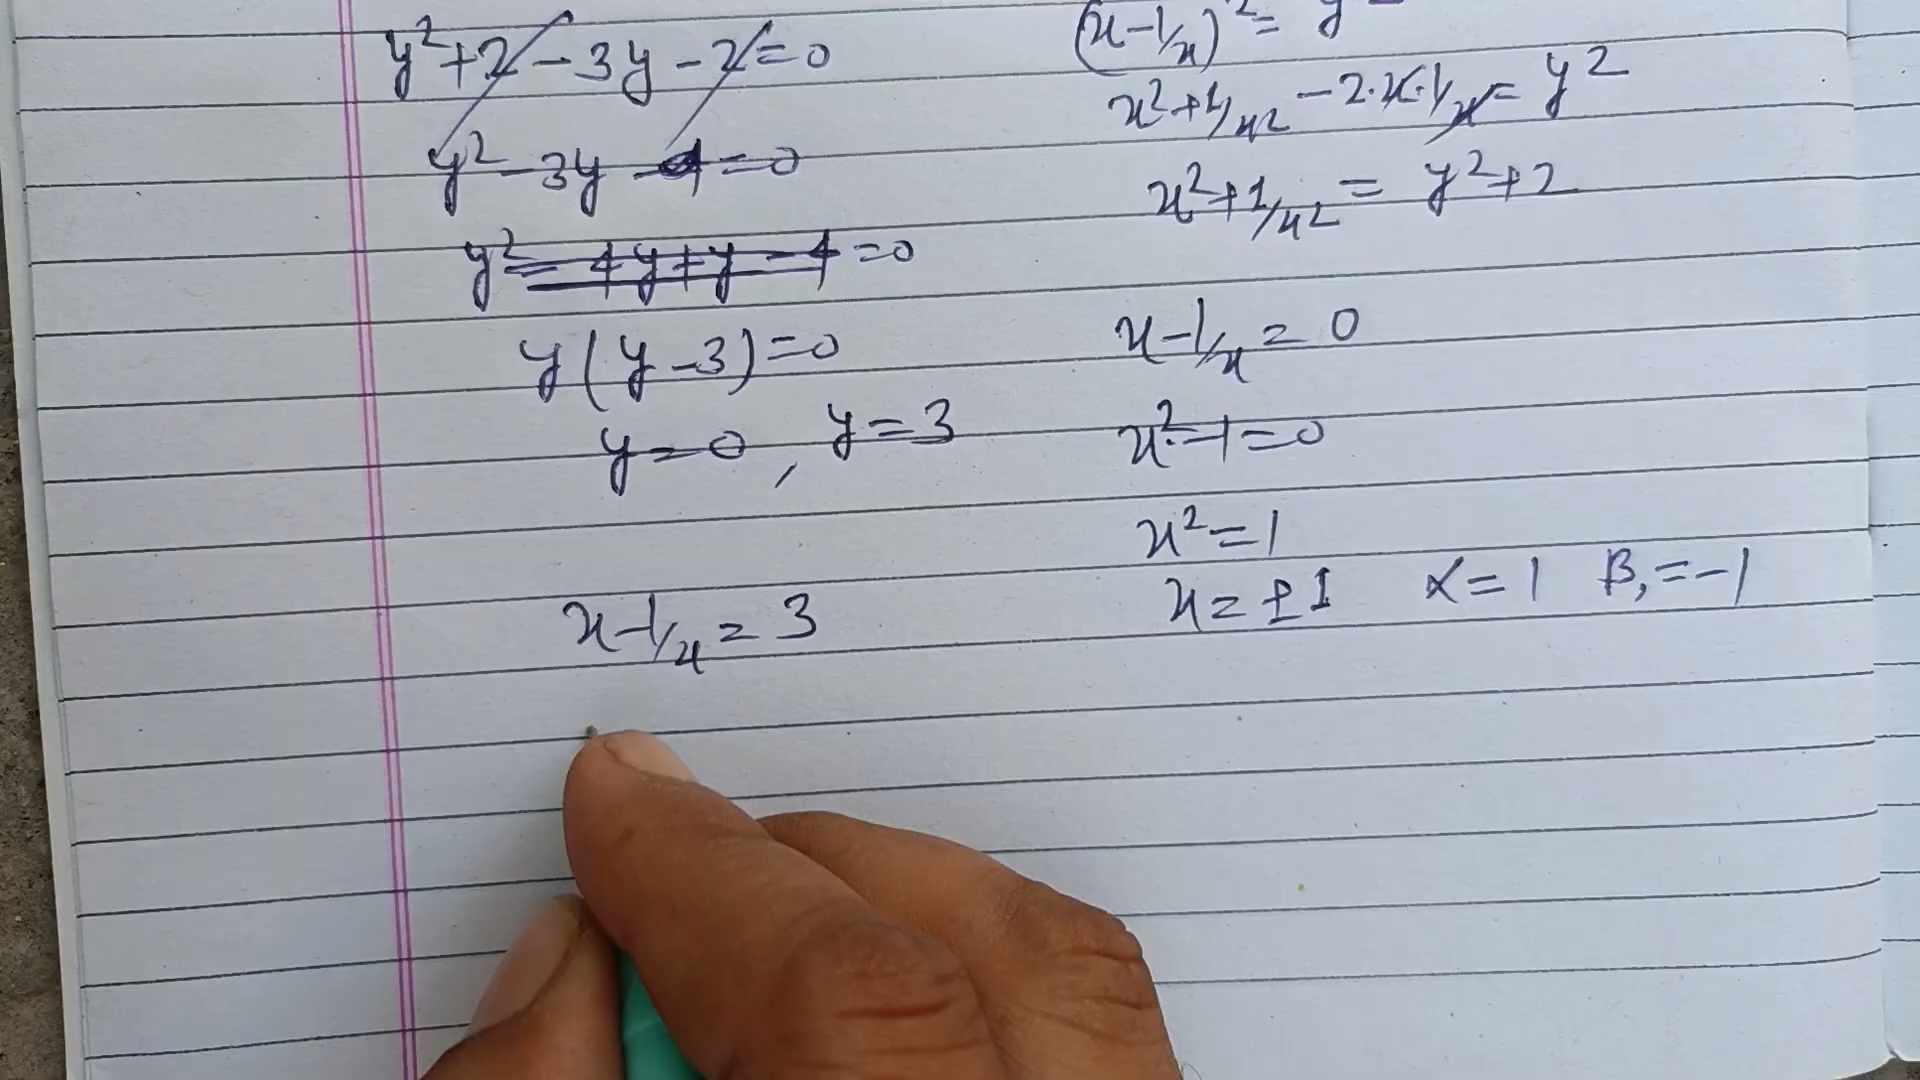 y²+2-3y-2=0
y²-3y-4=0
y²-4y+y-4=0
y(y-3)=0
y=0, y=3
x-1/x=3
(x-1/x)²=y²
x²+1/x²-2·x·1/x=y²
x²+1/x²=y²+2
x-1/x=0
x²-1=0
x²=1
x=±1 α=1 β,=-1